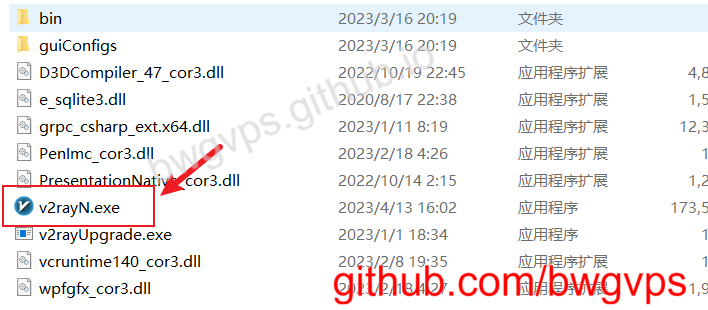 bin 2023/3/16 20:19 文件夹
guiConfigs 2023/3/16 20:19 文件夹
D3DCompiler_47_cor3.dll 2022/10/19 22:45 应用程序扩展 4,8
e_sqlite3.dll 2020/8/17 22:38 应用程序扩展 1,5
grpc_csharp_ext.x64.dll 2023/1/11 8:19 应用程序扩展 12,3
PenImc_cor3.dll 2023/2/18 4:26 应用程序扩展 1
PresentationNative_cor3.dll 2022/10/14 2:15 应用程序扩展 1,2
v2rayN.exe 2023/4/13 16:02 应用程序 173,5
v2rayUpgrade.exe 2023/1/1 18:34 应用程序
vcruntime140_cor3.dll 2023/2/8 19:35 应用程序扩展
wpfgfx_cor3.dll 2023/2/18 4:27 应用程序扩展 1,
bwgvps.github.io
github.com/bwgvps